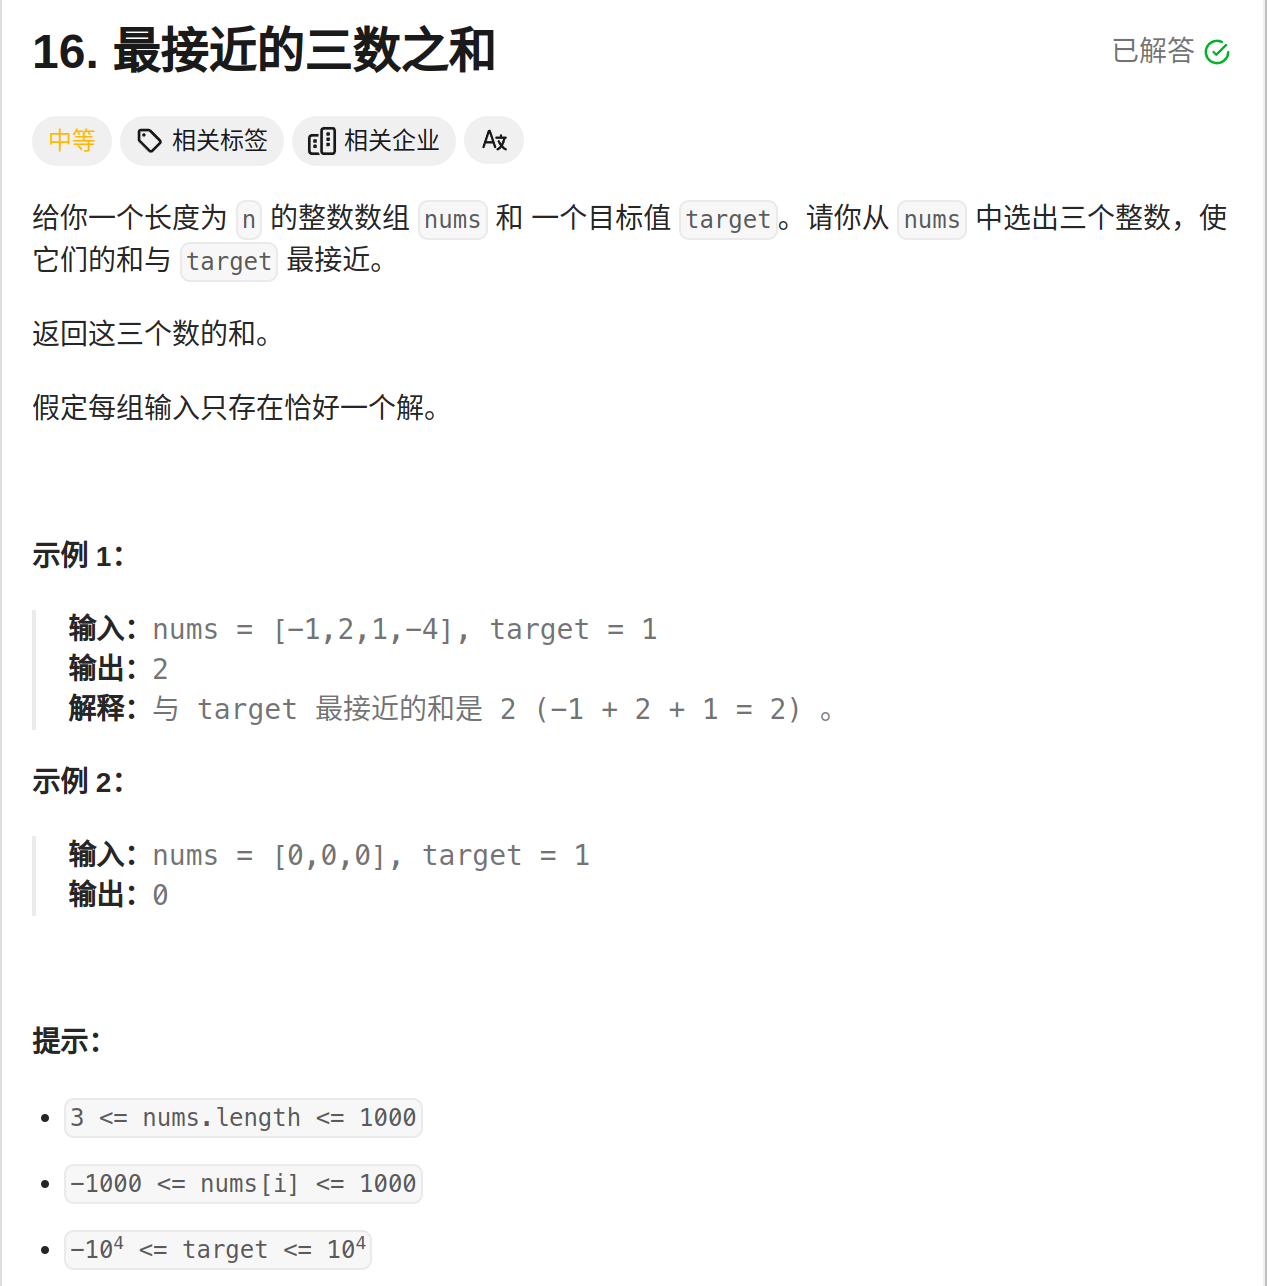 16. 最接近的三数之和
已解答
中等 相关标签 相关企业
给你一个长度为 n 的整数数组 nums 和 一个目标值 target。请你从 nums 中选出三个整数，使
它们的和与 target 最接近。
返回这三个数的和。
假定每组输入只存在恰好一个解。
示例 1：
输入：nums = [-1,2,1,-4], target = 1
输出：2
解释：与 target 最接近的和是 2 (-1 + 2 + 1 = 2) 。
示例 2：
输入：nums = [0,0,0], target = 1
输出：0
提示：
• 3 <= nums.length <= 1000
• -1000 <= nums[i] <= 1000
• -10⁴ <= target <= 10⁴